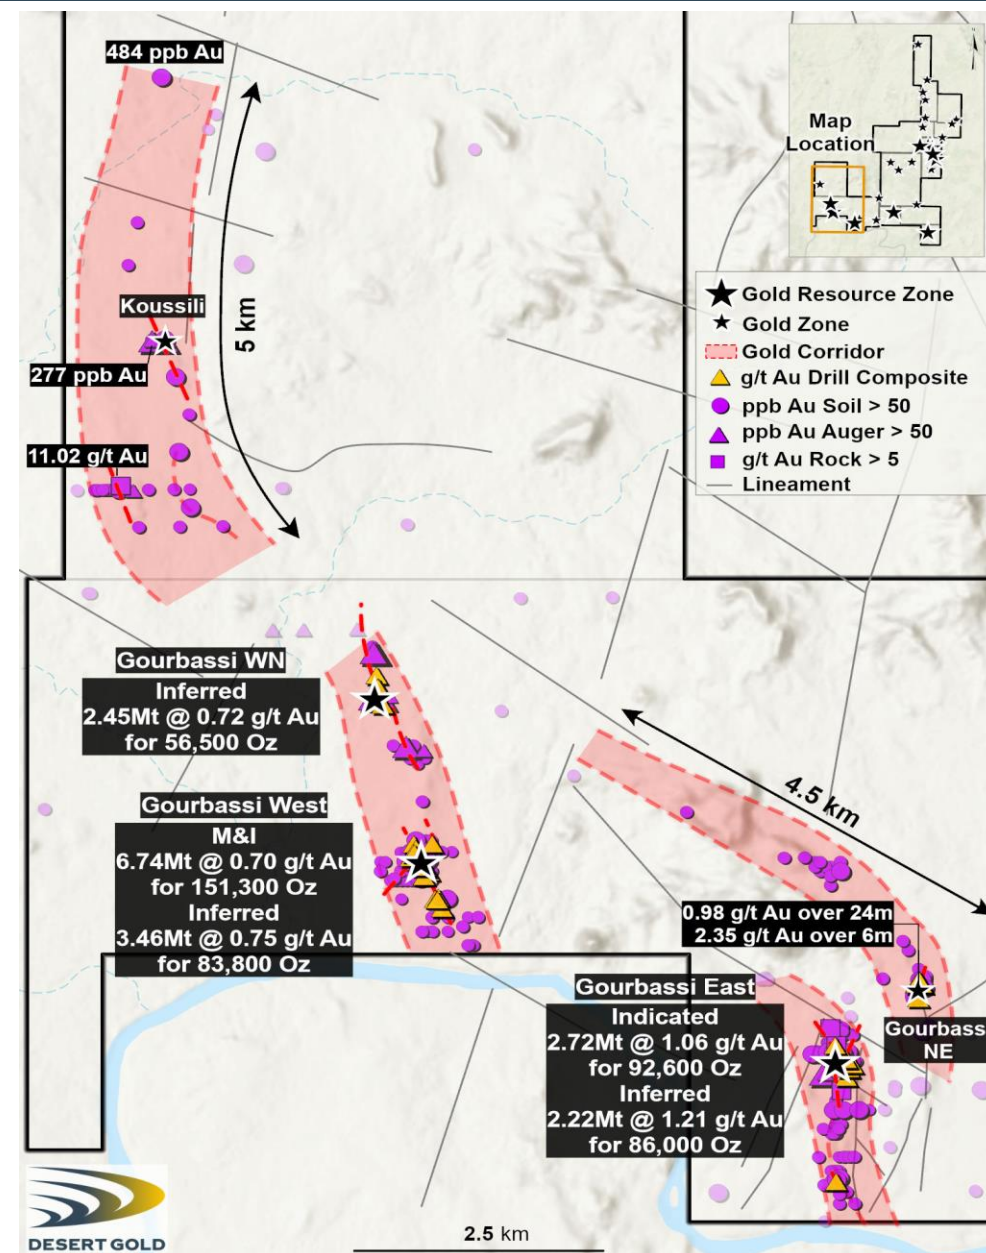 484 ppb Au
Map
Location
5 km
Koussili
277 ppb Au
11.02 g/t Au
Gold Resource Zone
Gold Zone
Gold Corridor
g/t Au Drill Composite
ppb Au Soil > 50
ppb Au Auger > 50
g/t Au Rock > 5
Lineament
Gourbassi WN
Inferred
2.45Mt @ 0.72 g/t Au
for 56,500 Oz
Gourbassi West
M&I
6.74Mt @ 0.70 g/t Au
for 151,300 Oz
Inferred
3.46Mt @ 0.75 g/t Au
for 83,800 Oz
4.5 km
0.98 g/t Au over 24m
2.35 g/t Au over 6m
Gourbassi East
Indicated
2.72Mt @ 1.06 g/t Au
for 92,600 Oz
Inferred
2.22Mt @ 1.21 g/t Au
for 86,000 Oz
Gourbass
NE
DESERT GOLD
2.5 km